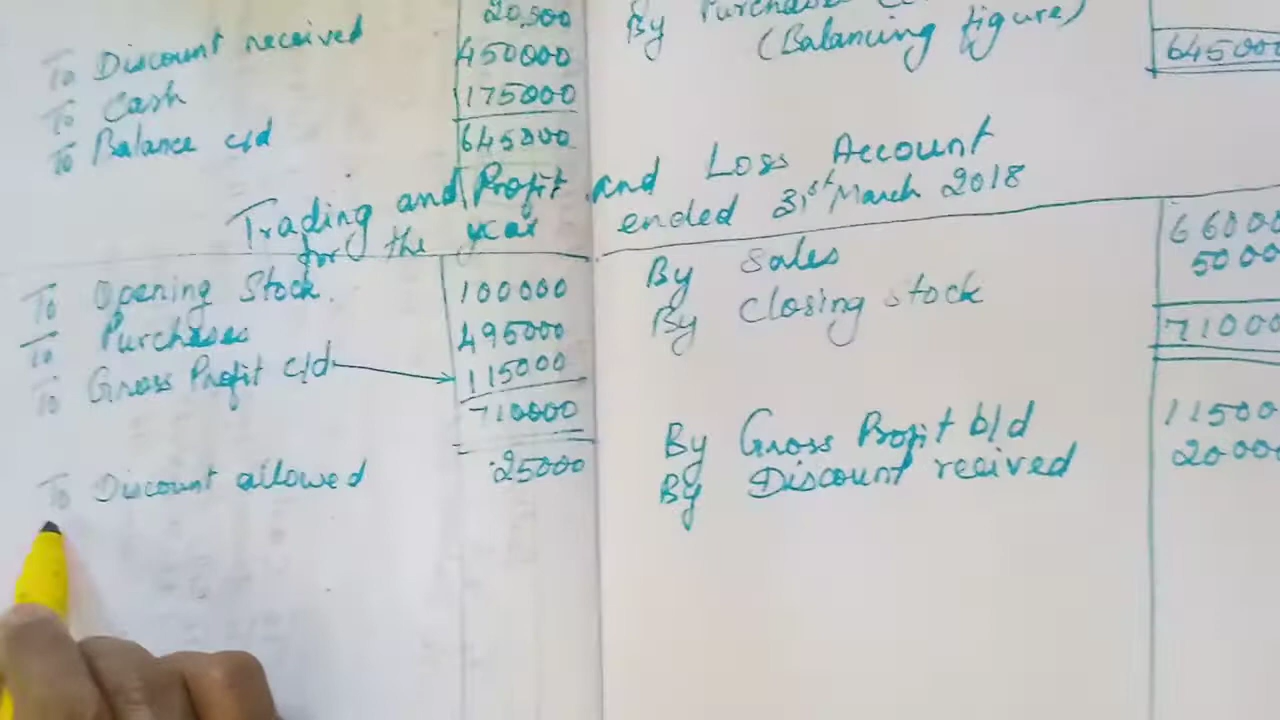 20,500 By Purchase
To Discount received 450000 (Balancing figure) 645000
To Cash 175000
To Balance c/d 645000
Trading and Profit and Loss Account
for the year ended 31st March 2018
To Opening Stock 100000 By Sales 66000
To Purchases 495000 By Closing stock 5000
To Gross Profit c/d 115000
710000 71000
To Discount allowed 25000 By Gross Profit b/d 11500
By Discount recived 2000